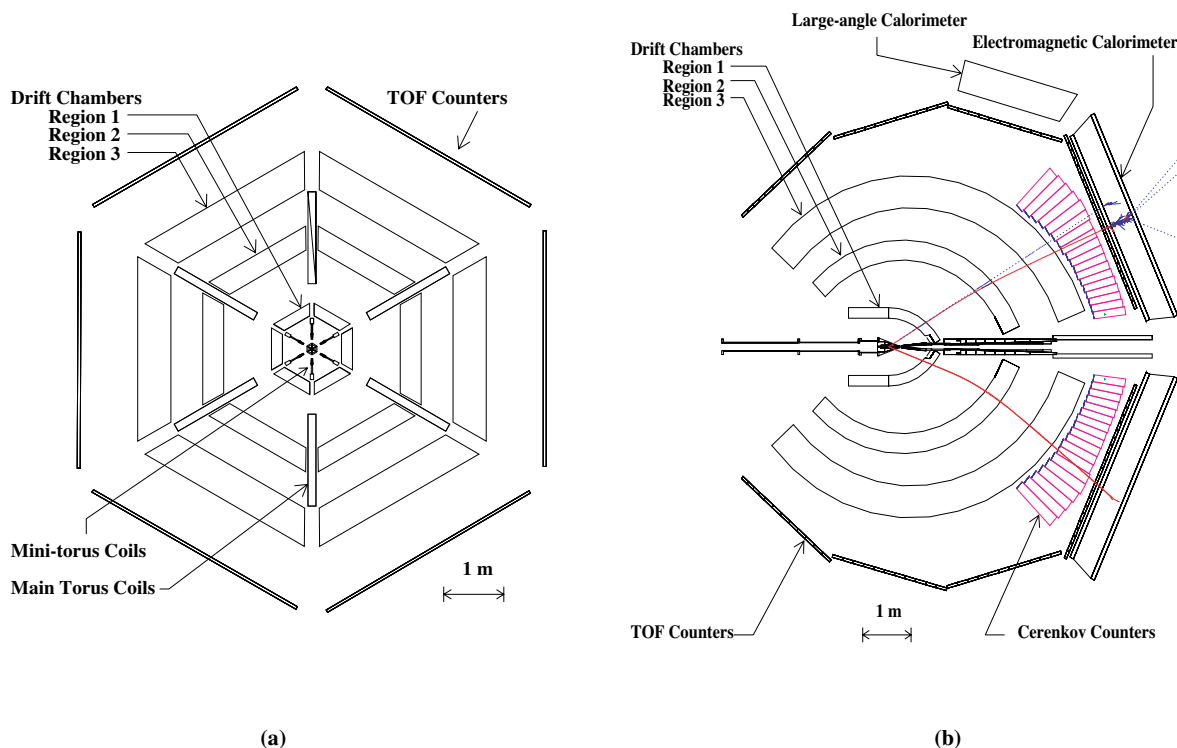 Drift Chambers
Region 1
Region 2
Region 3
TOF Counters
Mini-torus Coils
Main Torus Coils
1 m
(a)
Large-angle Calorimeter
Electromagnetic Calorimeter
Drift Chambers
Region 1
Region 2
Region 3
TOF Counters
1 m
Cerenkov Counters
(b)